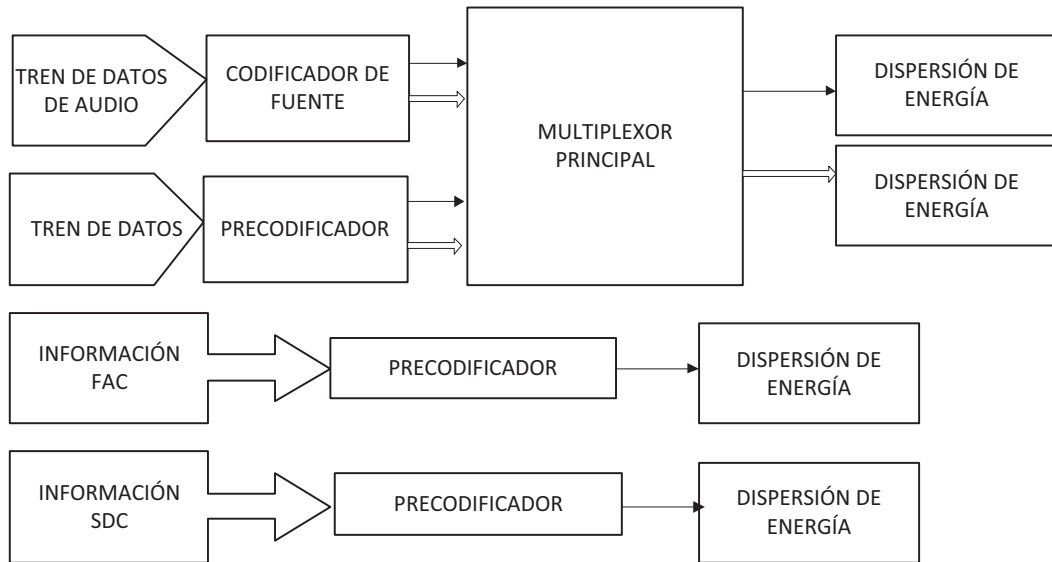 TREN DE DATOS
DE AUDIO
CODIFICADOR DE
FUENTE
MULTIPLEXOR
PRINCIPAL
DISPERSIÓN DE
ENERGÍA
TREN DE DATOS
PRECODIFICADOR
DISPERSIÓN DE
ENERGÍA
INFORMACIÓN
FAC
PRECODIFICADOR
DISPERSIÓN DE
ENERGÍA
INFORMACIÓN
SDC
PRECODIFICADOR
DISPERSIÓN DE
ENERGÍA